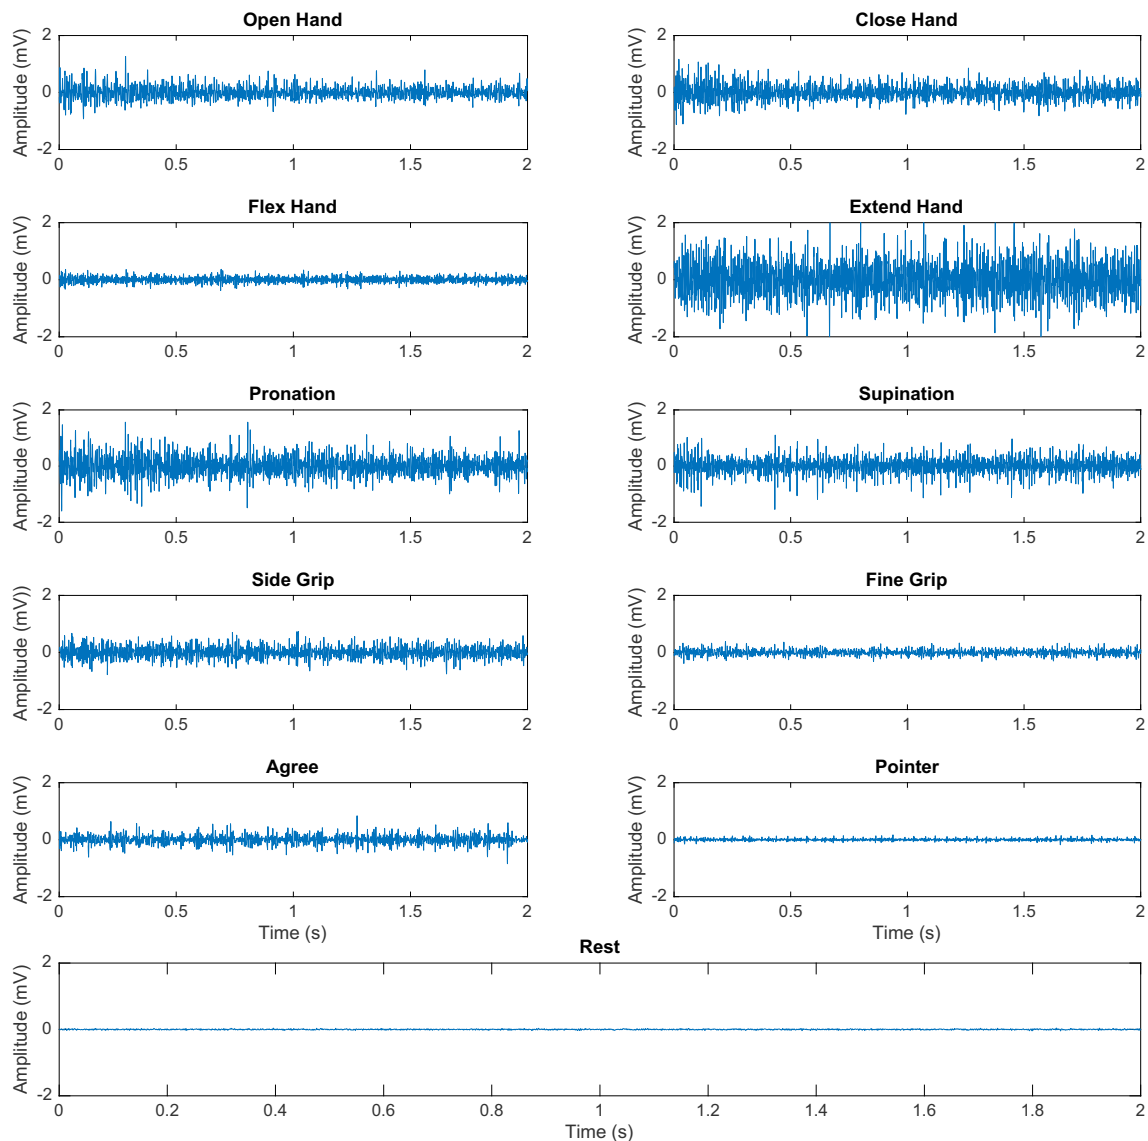 Open Hand
Amplitude (mV)
2
0
-2
0 0.5 1 1.5 2
Close Hand
Amplitude (mV)
2
0
-2
0 0.5 1 1.5 2
Flex Hand
Amplitude (mV)
2
0
-2
0 0.5 1 1.5 2
Extend Hand
Amplitude (mV)
2
0
-2
0 0.5 1 1.5 2
Pronation
Amplitude (mV)
2
0
-2
0 0.5 1 1.5 2
Supination
Amplitude (mV)
2
0
-2
0 0.5 1 1.5 2
Side Grip
Amplitude (mV))
2
0
-2
0 0.5 1 1.5 2
Fine Grip
Amplitude (mV)
2
0
-2
0 0.5 1 1.5 2
Agree
Amplitude (mV)
2
0
-2
0 0.5 1 1.5 2
Time (s)
Pointer
Amplitude (mV)
2
0
-2
0 0.5 1 1.5 2
Time (s)
Rest
Amplitude (mV)
2
0
-2
0 0.2 0.4 0.6 0.8 1 1.2 1.4 1.6 1.8 2
Time (s)